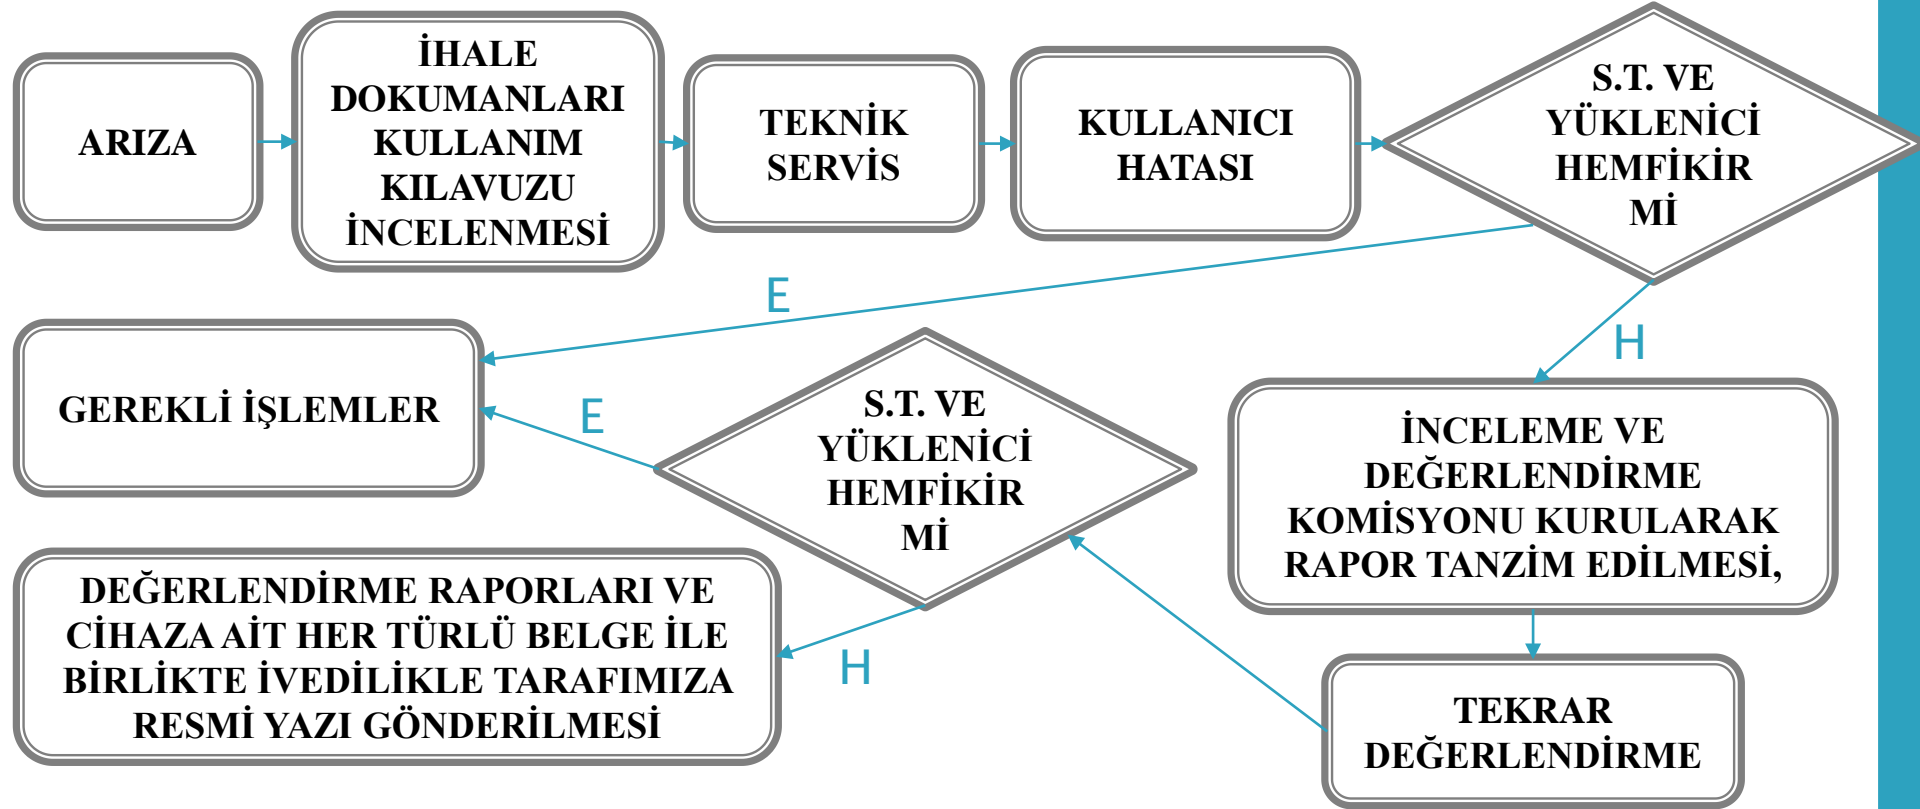 ARIZA
İHALE
DOKUMANLARI
KULLANIM
KILAVUZU
İNCELENMESİ
TEKNİK
SERVİS
KULLANICI
HATASI
S.T. VE
YÜKLENİCİ
HEMFİKİR
Mİ
E
H
GEREKLİ İŞLEMLER
E
S.T. VE
YÜKLENİCİ
HEMFİKİR
Mİ
İNCELEME VE
DEĞERLENDİRME
KOMİSYONU KURULARAK
RAPOR TANZİM EDİLMESİ,
DEĞERLENDİRME RAPORLARI VE
CİHAZA AİT HER TÜRLÜ BELGE İLE
BİRLİKTE İVEDİLİKLE TARAFIMIZA
RESMİ YAZI GÖNDERİLMESİ
H
TEKRAR
DEĞERLENDİRME